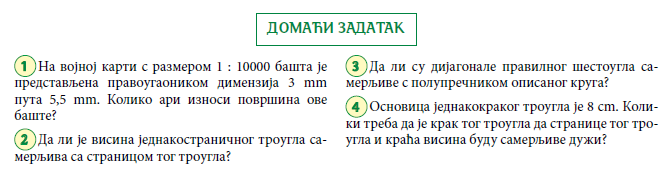 ДОМАЋИ ЗАДАТАК
1 На војној карти с размером 1 : 10000 башта је
представљена правоугаоником димензија 3 mm
пута 5,5 mm. Колико ари износи површина ове
баште?
2 Да ли је висина једнакостраничног троугла са-
мерљива са страницом тог троугла?
3 Да ли су дијагонале правилног шестоугла са-
мерљиве с полупречником описаног круга?
4 Основица једнакокраког троугла је 8 cm. Коли-
ки треба да је крак тог троугла да странице тог тро-
угла и краћа висина буду самерљиве дужи?